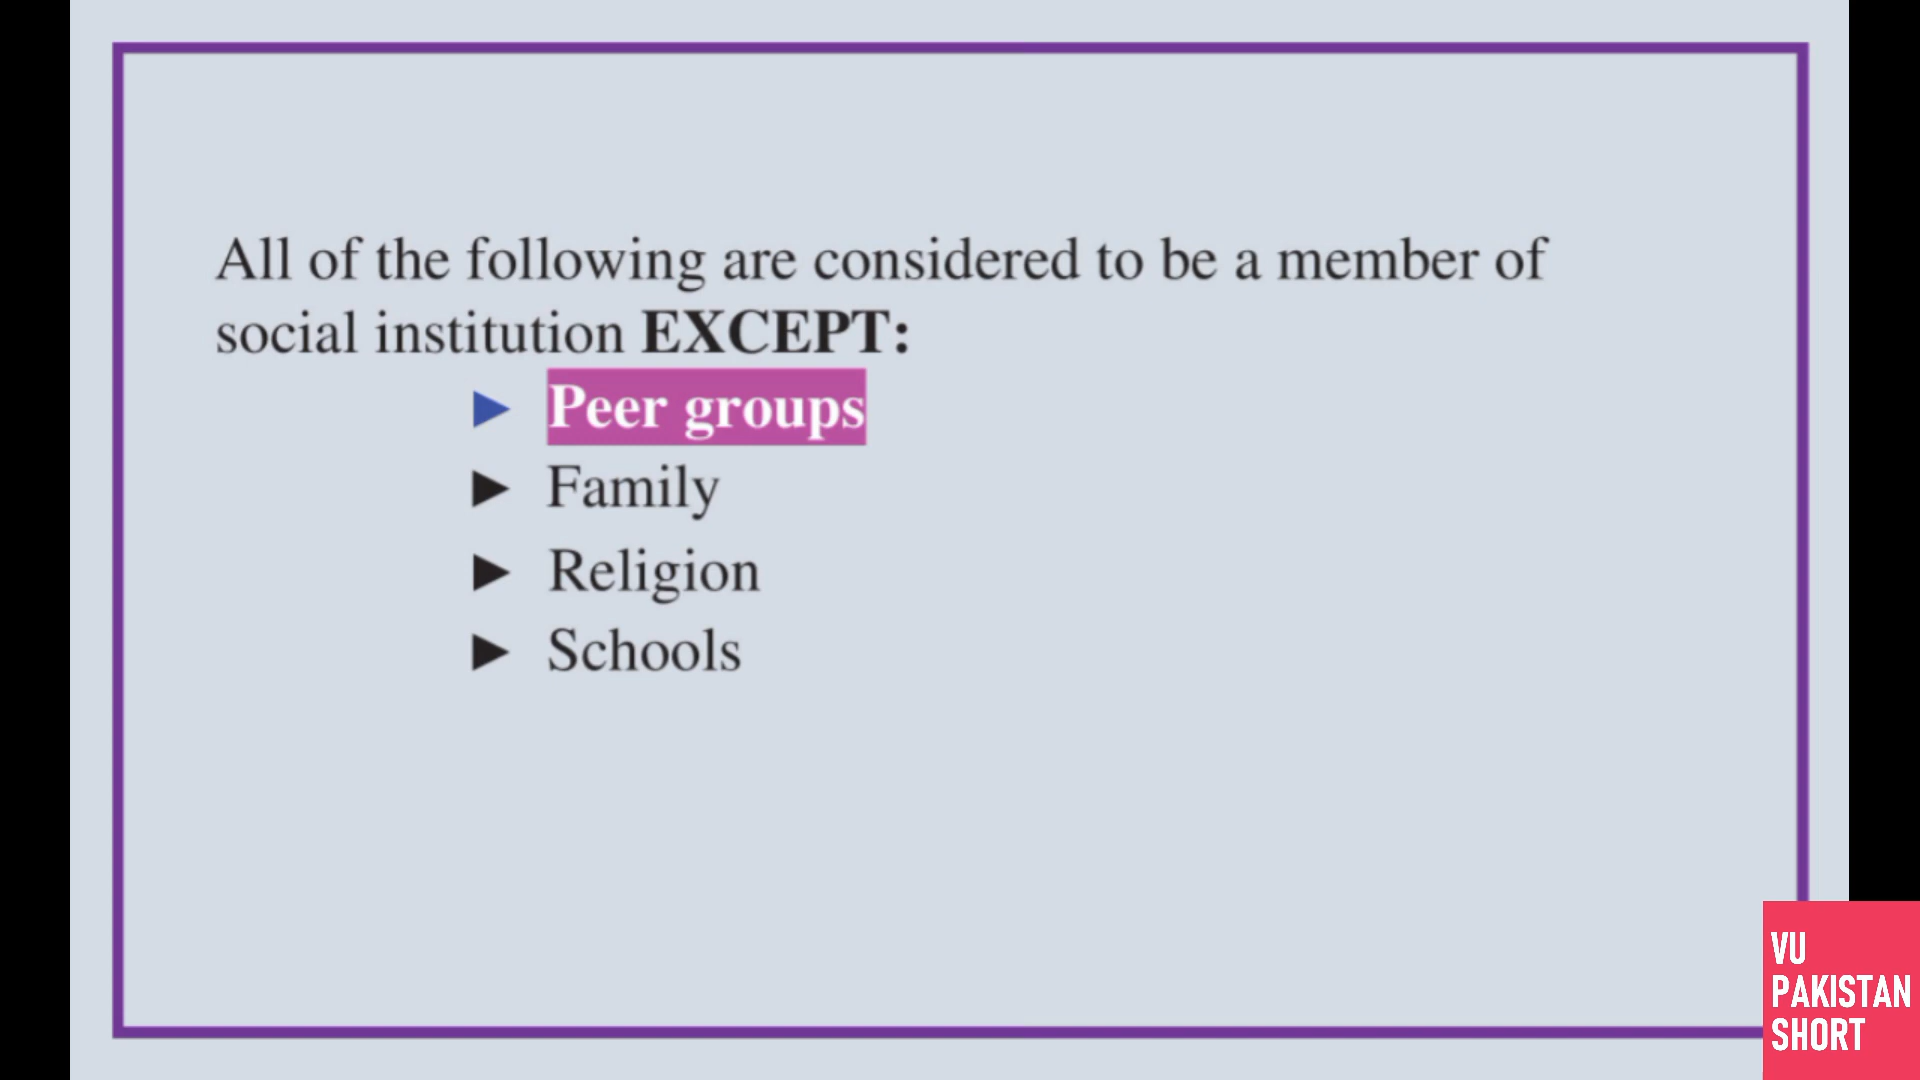 All of the following are considered to be a member of
social institution EXCEPT:
► Peer groups
► Family
► Religion
► Schools
VU
PAKISTAN
SHORT